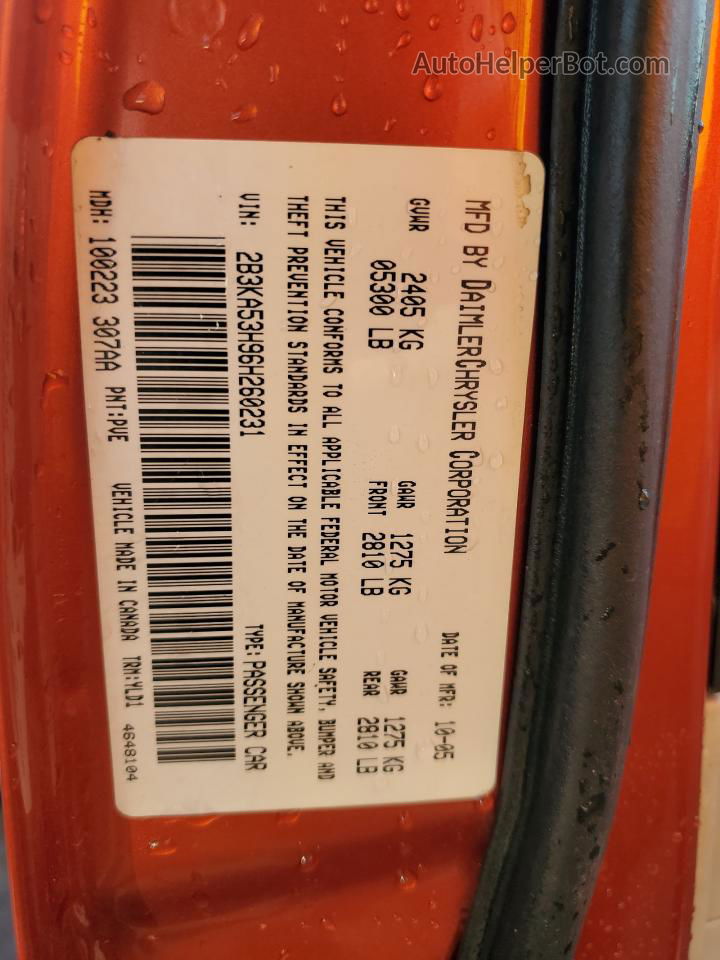 AutoHelperBot.com
MFD BY DAIMLERCHRYSLER CORPORATION
DATE OF MFR: 10-05
GVWR 2405 KG
05300 LB
GAWR 1275 KG
FRONT 2810 LB
GAWR 1275 KG
REAR 2810 LB
THIS VEHICLE CONFORMS TO ALL APPLICABLE FEDERAL MOTOR VEHICLE SAFETY, BUMPER AND
THEFT PREVENTION STANDARDS IN EFFECT ON THE DATE OF MANUFACTURE SHOWN ABOVE.
VIN: 2B3KA53H96H260231 TYPE: PASSENGER CAR
MDH: 100223 307AA PNT:PVE VEHICLE MADE IN CANADA TRM:YLD1 4648104